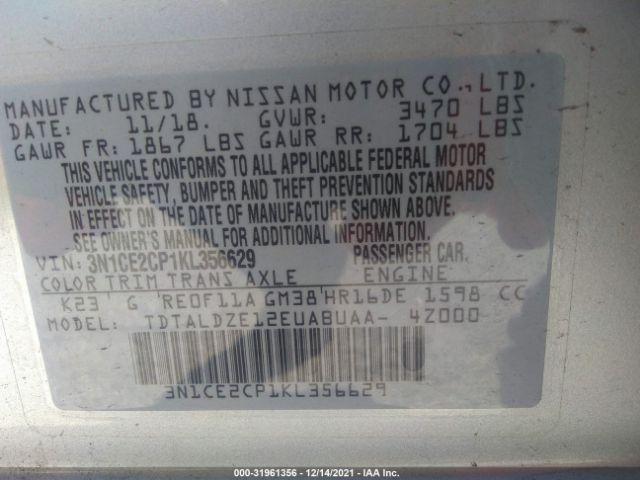 MANUFACTURED BY NISSAN MOTOR CO.,LTD.
DATE: 11/18. GVWR: 3470 LBS
GAWR FR: 1867 LBS GAWR RR: 1704 LBS
THIS VEHICLE CONFORMS TO ALL APPLICABLE FEDERAL MOTOR
VEHICLE SAFETY, BUMPER AND THEFT PREVENTION STANDARDS
IN EFFECT ON THE DATE OF MANUFACTURE SHOWN ABOVE.
SEE OWNER'S MANUAL FOR ADDITIONAL INFORMATION.
VIN: 3N1CE2CP1KL356629 PASSENGER CAR.
COLOR TRIM TRANS AXLE ENGINE
K23 G RE0F11A GM38 HR16DE 1598 CC
MODEL: TDTALDZE12EUABUAA- 4Z000
3N1CE2CP1KL356629
000-31961356 | 12/14/2021 | IAA Inc.